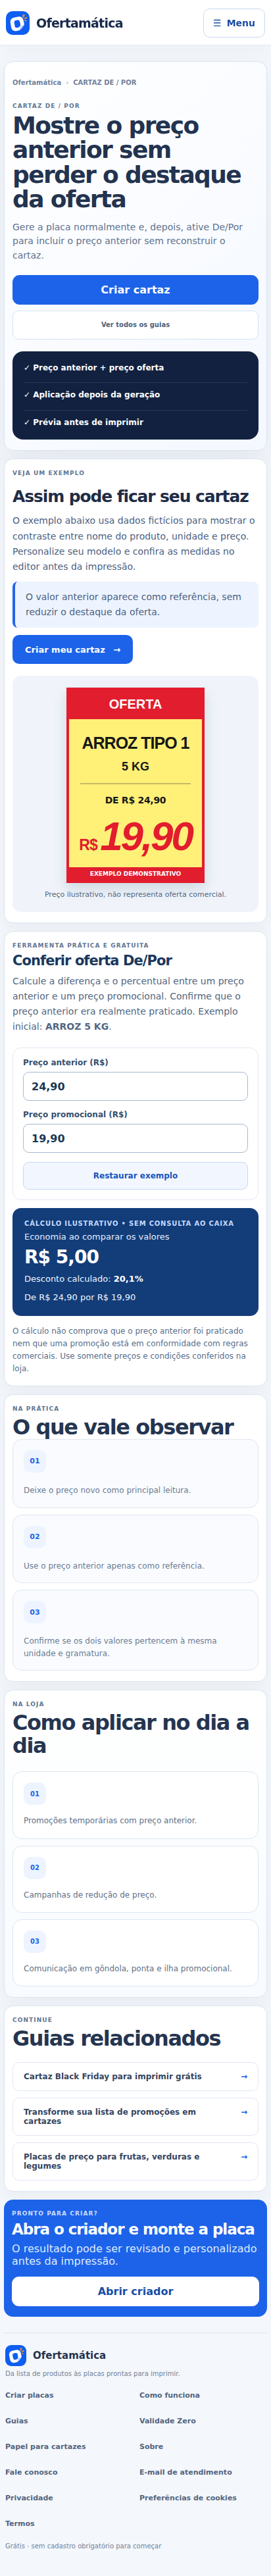 Ofertamática
☰ Menu
Ofertamática › CARTAZ DE / POR
CARTAZ DE / POR
Mostre o preço
anterior sem
perder o destaque
da oferta
Gere a placa normalmente e, depois, ative De/Por
para incluir o preço anterior sem reconstruir o
cartaz.
Criar cartaz
Ver todos os guias
✓ Preço anterior + preço oferta
✓ Aplicação depois da geração
✓ Prévia antes de imprimir
VEJA UM EXEMPLO
Assim pode ficar seu cartaz
O exemplo abaixo usa dados fictícios para mostrar o
contraste entre nome do produto, unidade e preço.
Personalize seu modelo e confira as medidas no
editor antes da impressão.
O valor anterior aparece como referência, sem
reduzir o destaque da oferta.
Criar meu cartaz →
OFERTA
ARROZ TIPO 1
5 KG
DE R$ 24,90
R$ 19,90
EXEMPLO DEMONSTRATIVO
Preço ilustrativo, não representa oferta comercial.
FERRAMENTA PRÁTICA E GRATUITA
Conferir oferta De/Por
Calcule a diferença e o percentual entre um preço
anterior e um preço promocional. Confirme que o
preço anterior era realmente praticado. Exemplo
inicial: ARROZ 5 KG.
Preço anterior (R$)
24,90
Preço promocional (R$)
19,90
Restaurar exemplo
CÁLCULO ILUSTRATIVO • SEM CONSULTA AO CAIXA
Economia ao comparar os valores
R$ 5,00
Desconto calculado: 20,1%
De R$ 24,90 por R$ 19,90
O cálculo não comprova que o preço anterior foi praticado
nem que uma promoção está em conformidade com regras
comerciais. Use somente preços e condições conferidos na
loja.
NA PRÁTICA
O que vale observar
01
Deixe o preço novo como principal leitura.
02
Use o preço anterior apenas como referência.
03
Confirme se os dois valores pertencem à mesma
unidade e gramatura.
NA LOJA
Como aplicar no dia a
dia
01
Promoções temporárias com preço anterior.
02
Campanhas de redução de preço.
03
Comunicação em gôndola, ponta e ilha promocional.
CONTINUE
Guias relacionados
Cartaz Black Friday para imprimir grátis →
Transforme sua lista de promoções em
cartazes →
Placas de preço para frutas, verduras e
legumes →
PRONTO PARA CRIAR?
Abra o criador e monte a placa
O resultado pode ser revisado e personalizado
antes da impressão.
Abrir criador
Ofertamática
Da lista de produtos às placas prontas para imprimir.
Criar placas
Como funciona
Guias
Validade Zero
Papel para cartazes
Sobre
Fale conosco
E-mail de atendimento
Privacidade
Preferências de cookies
Termos
Grátis · sem cadastro obrigatório para começar